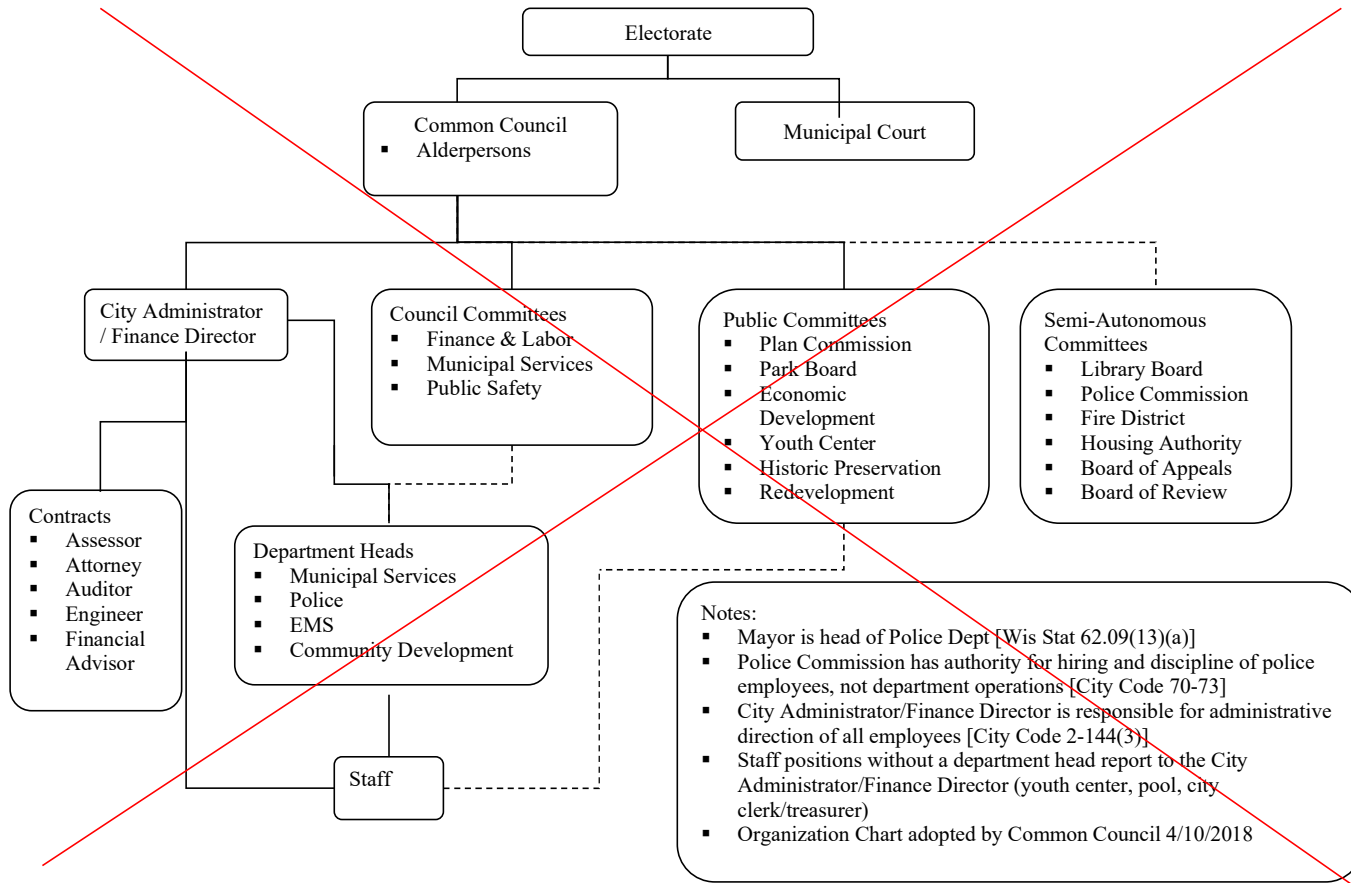 Electorate
Common Council
▪ Alderpersons
Municipal Court
City Administrator
/ Finance Director
Council Committees
▪ Finance & Labor
▪ Municipal Services
▪ Public Safety
Public Committees
▪ Plan Commission
▪ Park Board
▪ Economic
Development
▪ Youth Center
▪ Historic Preservation
▪ Redevelopment
Semi-Autonomous
Committees
▪ Library Board
▪ Police Commission
▪ Fire District
▪ Housing Authority
▪ Board of Appeals
▪ Board of Review
Contracts
▪ Assessor
▪ Attorney
▪ Auditor
▪ Engineer
▪ Financial
Advisor
Department Heads
▪ Municipal Services
▪ Police
▪ EMS
▪ Community Development
Staff
Notes:
▪ Mayor is head of Police Dept [Wis Stat 62.09(13)(a)]
▪ Police Commission has authority for hiring and discipline of police
employees, not department operations [City Code 70-73]
▪ City Administrator/Finance Director is responsible for administrative
direction of all employees [City Code 2-144(3)]
▪ Staff positions without a department head report to the City
Administrator/Finance Director (youth center, pool, city
clerk/treasurer)
▪ Organization Chart adopted by Common Council 4/10/2018